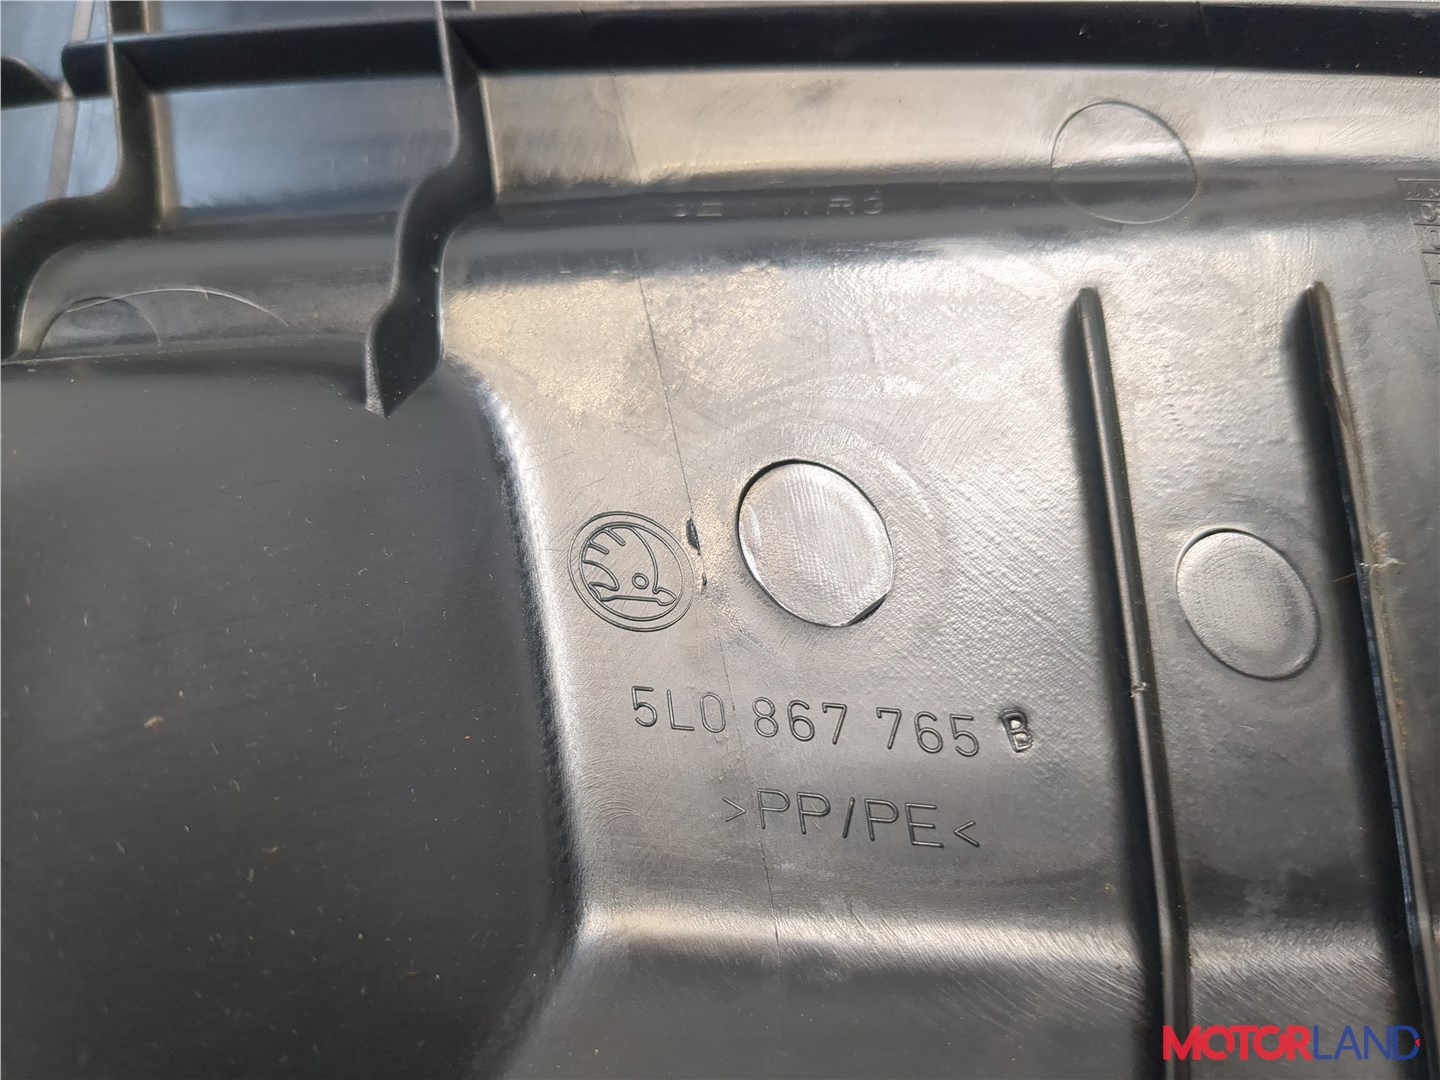 5L0 867 765 B
>PP/PE<
MOTORLAND